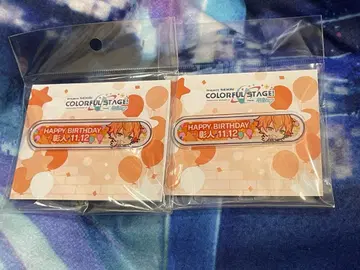 COLORFUL STAGE!
HAPPY BIRTHDAY
彰人 11.12
COLORFUL STAGE!
HAPPY BIRTHDAY
彰人 11.12